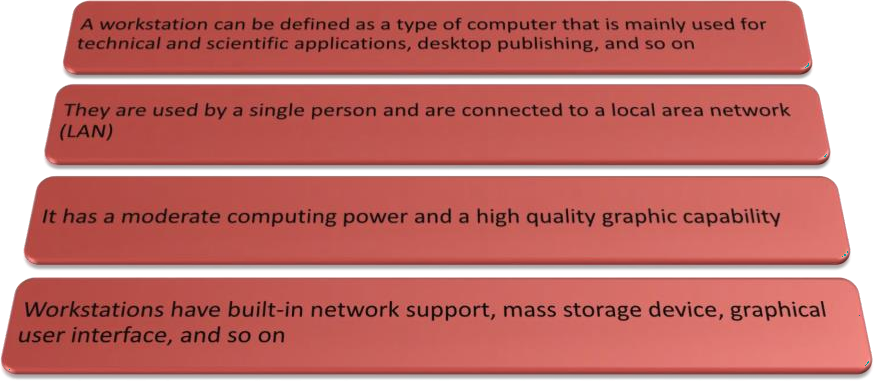 A workstation can be defined as a type of computer that is mainly used for
technical and scientific applications, desktop publishing, and so on
They are used by a single person and are connected to a local area network
(LAN)
It has a moderate computing power and a high quality graphic capability
Workstations have built-in network support, mass storage device, graphical
user interface, and so on